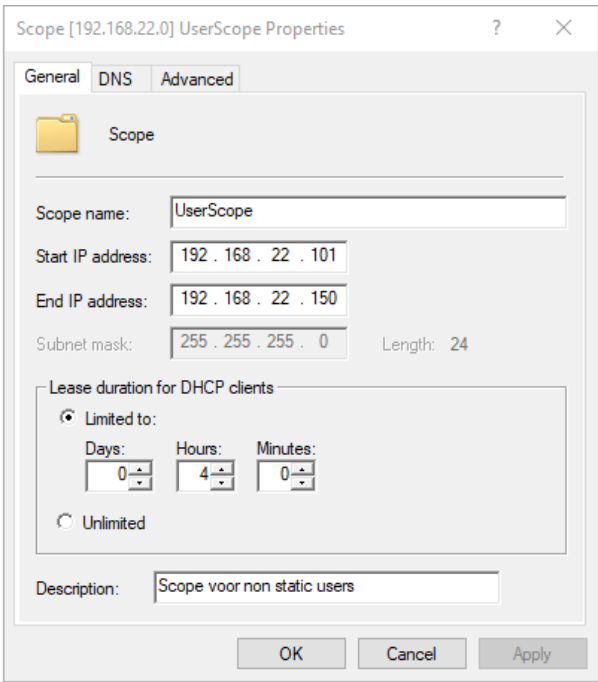 Scope [192.168.22.0] UserScope Properties ?
General DNS Advanced
Scope
Scope name: UserScope
Start IP address: 192 . 168 . 22 . 101
End IP address: 192 . 168 . 22 . 150
Subnet mask: 255 . 255 . 255 . 0 Length: 24
Lease duration for DHCP clients
Limited to:
Days: Hours: Minutes:
0 4 0
Unlimited
Description: Scope voor non static users
OK Cancel Apply